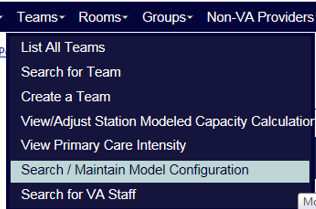 Teams Rooms Groups Non-VA Providers
List All Teams
Search for Team
Create a Team
View/Adjust Station Modeled Capacity Calculation
View Primary Care Intensity
Search / Maintain Model Configuration
Search for VA Staff